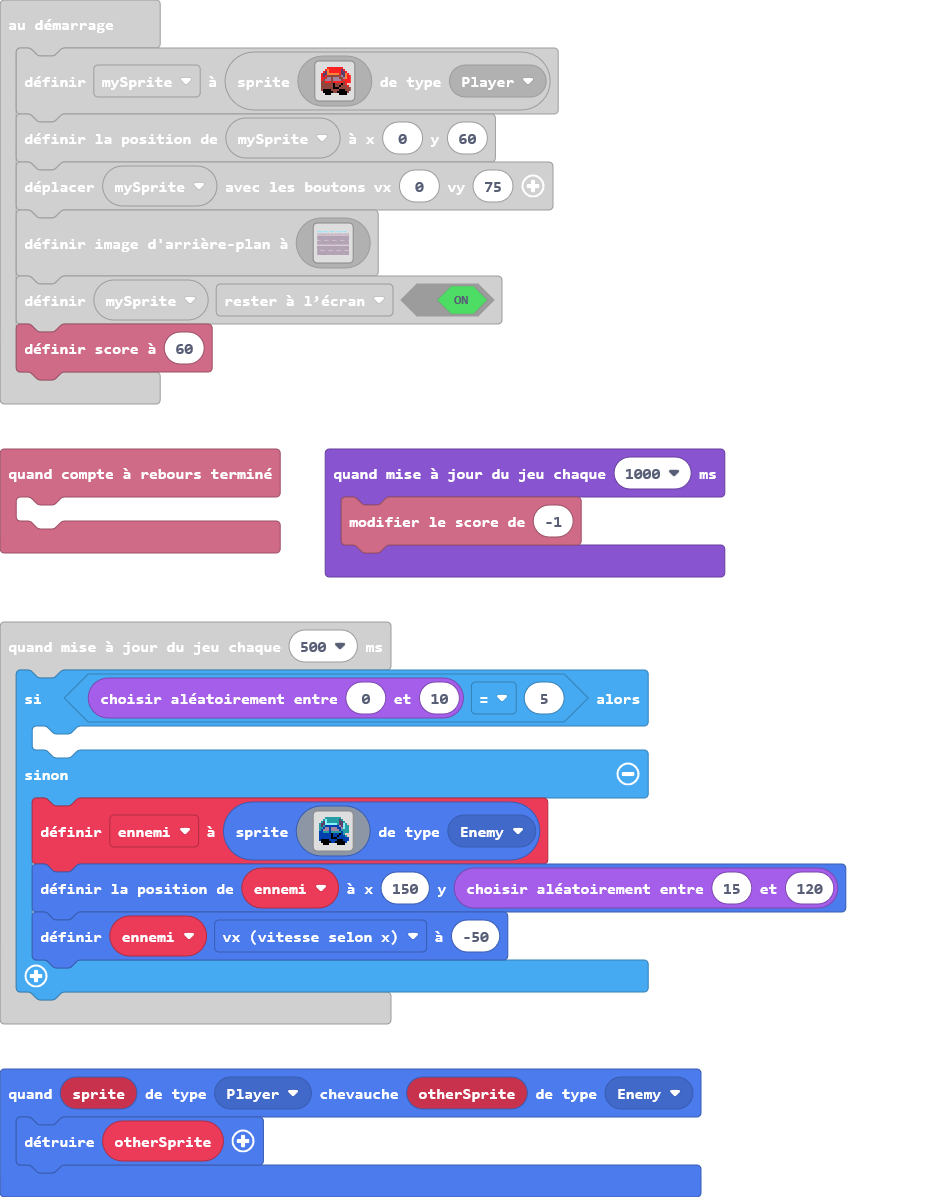 au démarrage
définir mySprite à sprite de type Player
définir la position de mySprite à x 0 y 60
déplacer mySprite avec les boutons vx 0 vy 75
définir image d'arrière-plan à
définir mySprite rester à l’écran ON
définir score à 60
quand compte à rebours terminé
quand mise à jour du jeu chaque 1000 ms
modifier le score de -1
quand mise à jour du jeu chaque 500 ms
si choisir aléatoirement entre 0 et 10 = 5 alors
sinon
définir ennemi à sprite de type Enemy
définir la position de ennemi à x 150 y choisir aléatoirement entre 15 et 120
définir ennemi vx (vitesse selon x) à -50
quand sprite de type Player chevauche otherSprite de type Enemy
détruire otherSprite